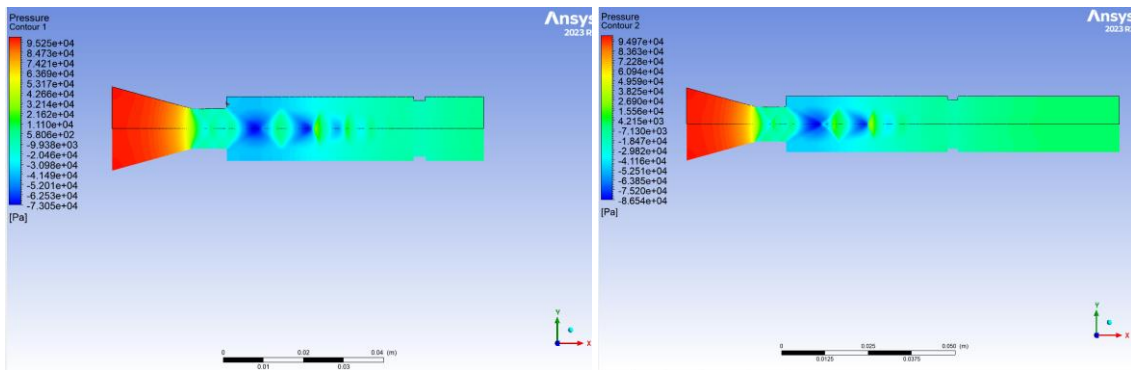 Pressure
Contour 1
9.525e+04
8.473e+04
7.421e+04
6.369e+04
5.317e+04
4.266e+04
3.214e+04
2.162e+04
1.110e+04
5.806e+02
-9.938e+03
-2.046e+04
-3.098e+04
-4.149e+04
-5.201e+04
-6.253e+04
-7.305e+04
[Pa]
Ansys
2023 R
Y
X
0 0.02 0.04 (m)
0.01 0.03
Pressure
Contour 2
9.497e+04
8.363e+04
7.228e+04
6.094e+04
4.959e+04
3.825e+04
2.690e+04
1.556e+04
4.215e+03
-7.130e+03
-1.847e+04
-2.982e+04
-4.116e+04
-5.251e+04
-6.385e+04
-7.520e+04
-8.654e+04
[Pa]
Ansys
2023 R
Y
X
0 0.025 0.050 (m)
0.0125 0.0375